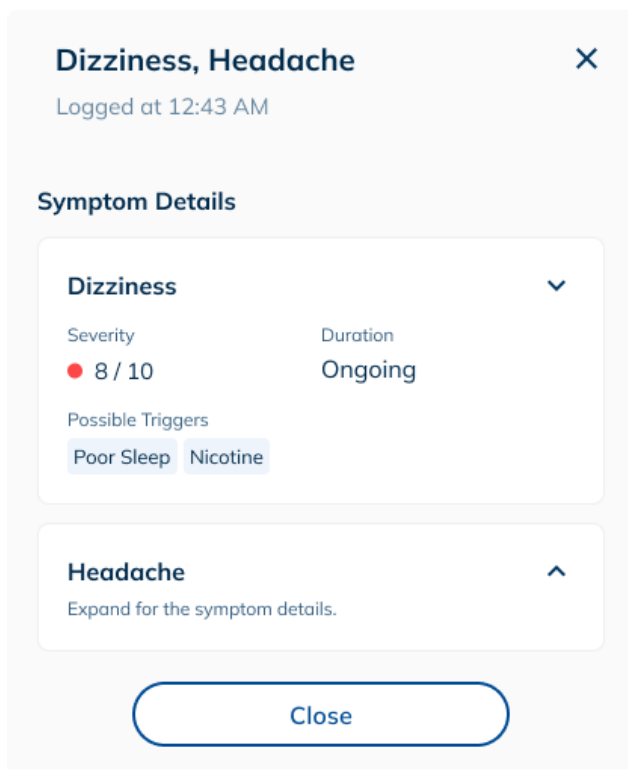 Dizziness, Headache
Logged at 12:43 AM
Symptom Details
Dizziness
Severity Duration
8 / 10 Ongoing
Possible Triggers
Poor Sleep Nicotine
Headache
Expand for the symptom details.
Close